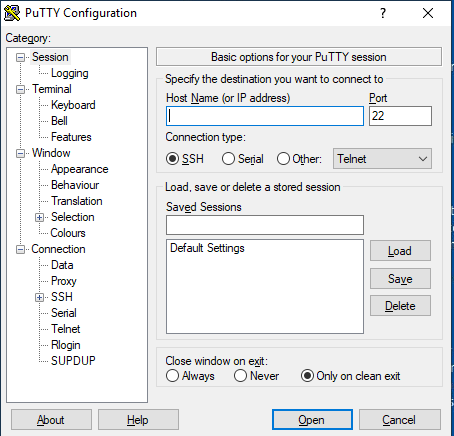 PuTTY Configuration
? ×
Category:
Session
Logging
Terminal
Keyboard
Bell
Features
Window
Appearance
Behaviour
Translation
Selection
Colours
Connection
Data
Proxy
SSH
Serial
Telnet
Rlogin
SUPDUP
Basic options for your PuTTY session
Specify the destination you want to connect to
Host Name (or IP address) Port
22
Connection type:
SSH Serial Other: Telnet
Load, save or delete a stored session
Saved Sessions
Default Settings
Load
Save
Delete
Close window on exit:
Always Never Only on clean exit
About Help Open Cancel